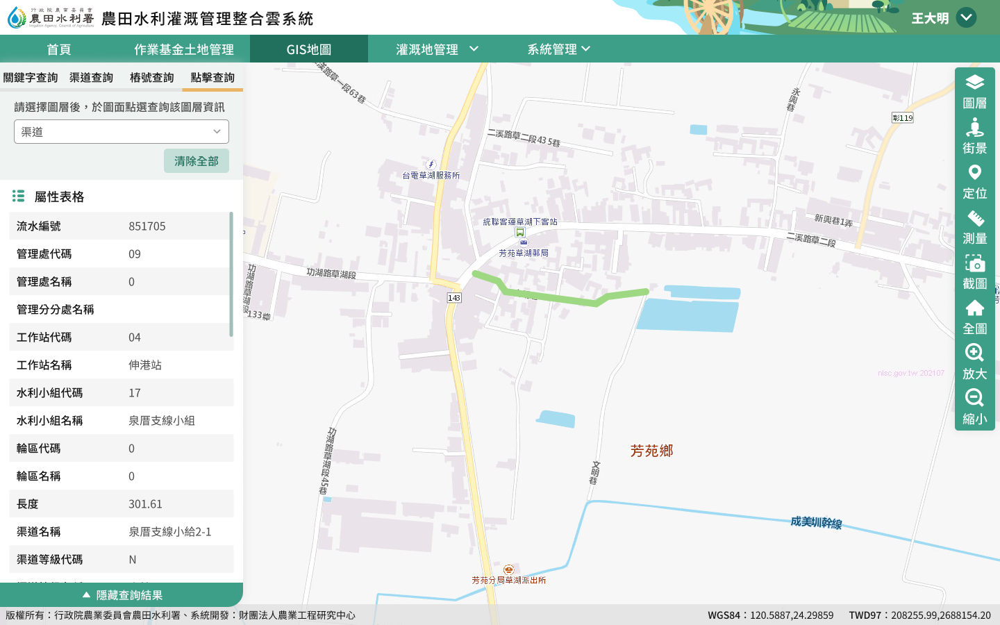 行政院農業委員會
農田水利署
Irrigation Agency, Council of Agriculture
農田水利灌溉管理整合雲系統
王大明
首頁
作業基金土地管理
GIS地圖
灌溉地管理
系統管理
關鍵字查詢
渠道查詢
樁號查詢
點擊查詢
請選擇圖層後，於圖面點選查詢該圖層資訊
渠道
清除全部
屬性表格
流水編號 851705
管理處代碼 09
管理處名稱 0
管理分分處名稱
工作站代碼 04
工作站名稱 伸港站
水利小組代碼 17
水利小組名稱 泉厝支線小組
輪區代碼 0
輪區名稱 0
長度 301.61
渠道名稱 泉厝支線小給2-1
渠道等級代碼 N
隱藏查詢結果
圖層
街景
定位
測量
截圖
全圖
放大
縮小
溪路草一段63巷
永興巷
彰119
二溪路草二段435巷
台電草湖服務所
統聯客運草湖下客站
芳苑草湖郵局
新興巷1弄
二溪路草二段
功湖路草湖段
功湖路草湖段
133巷
143
nlsc.gov.tw 202107
功湖路草湖段45巷
芳苑鄉
文明巷
成美圳幹線
芳苑分局草湖派出所
版權所有：行政院農業委員會農田水利署、系統開發：財團法人農業工程研究中心
WGS84：120.5887,24.29859
TWD97：208255.99,2688154.20